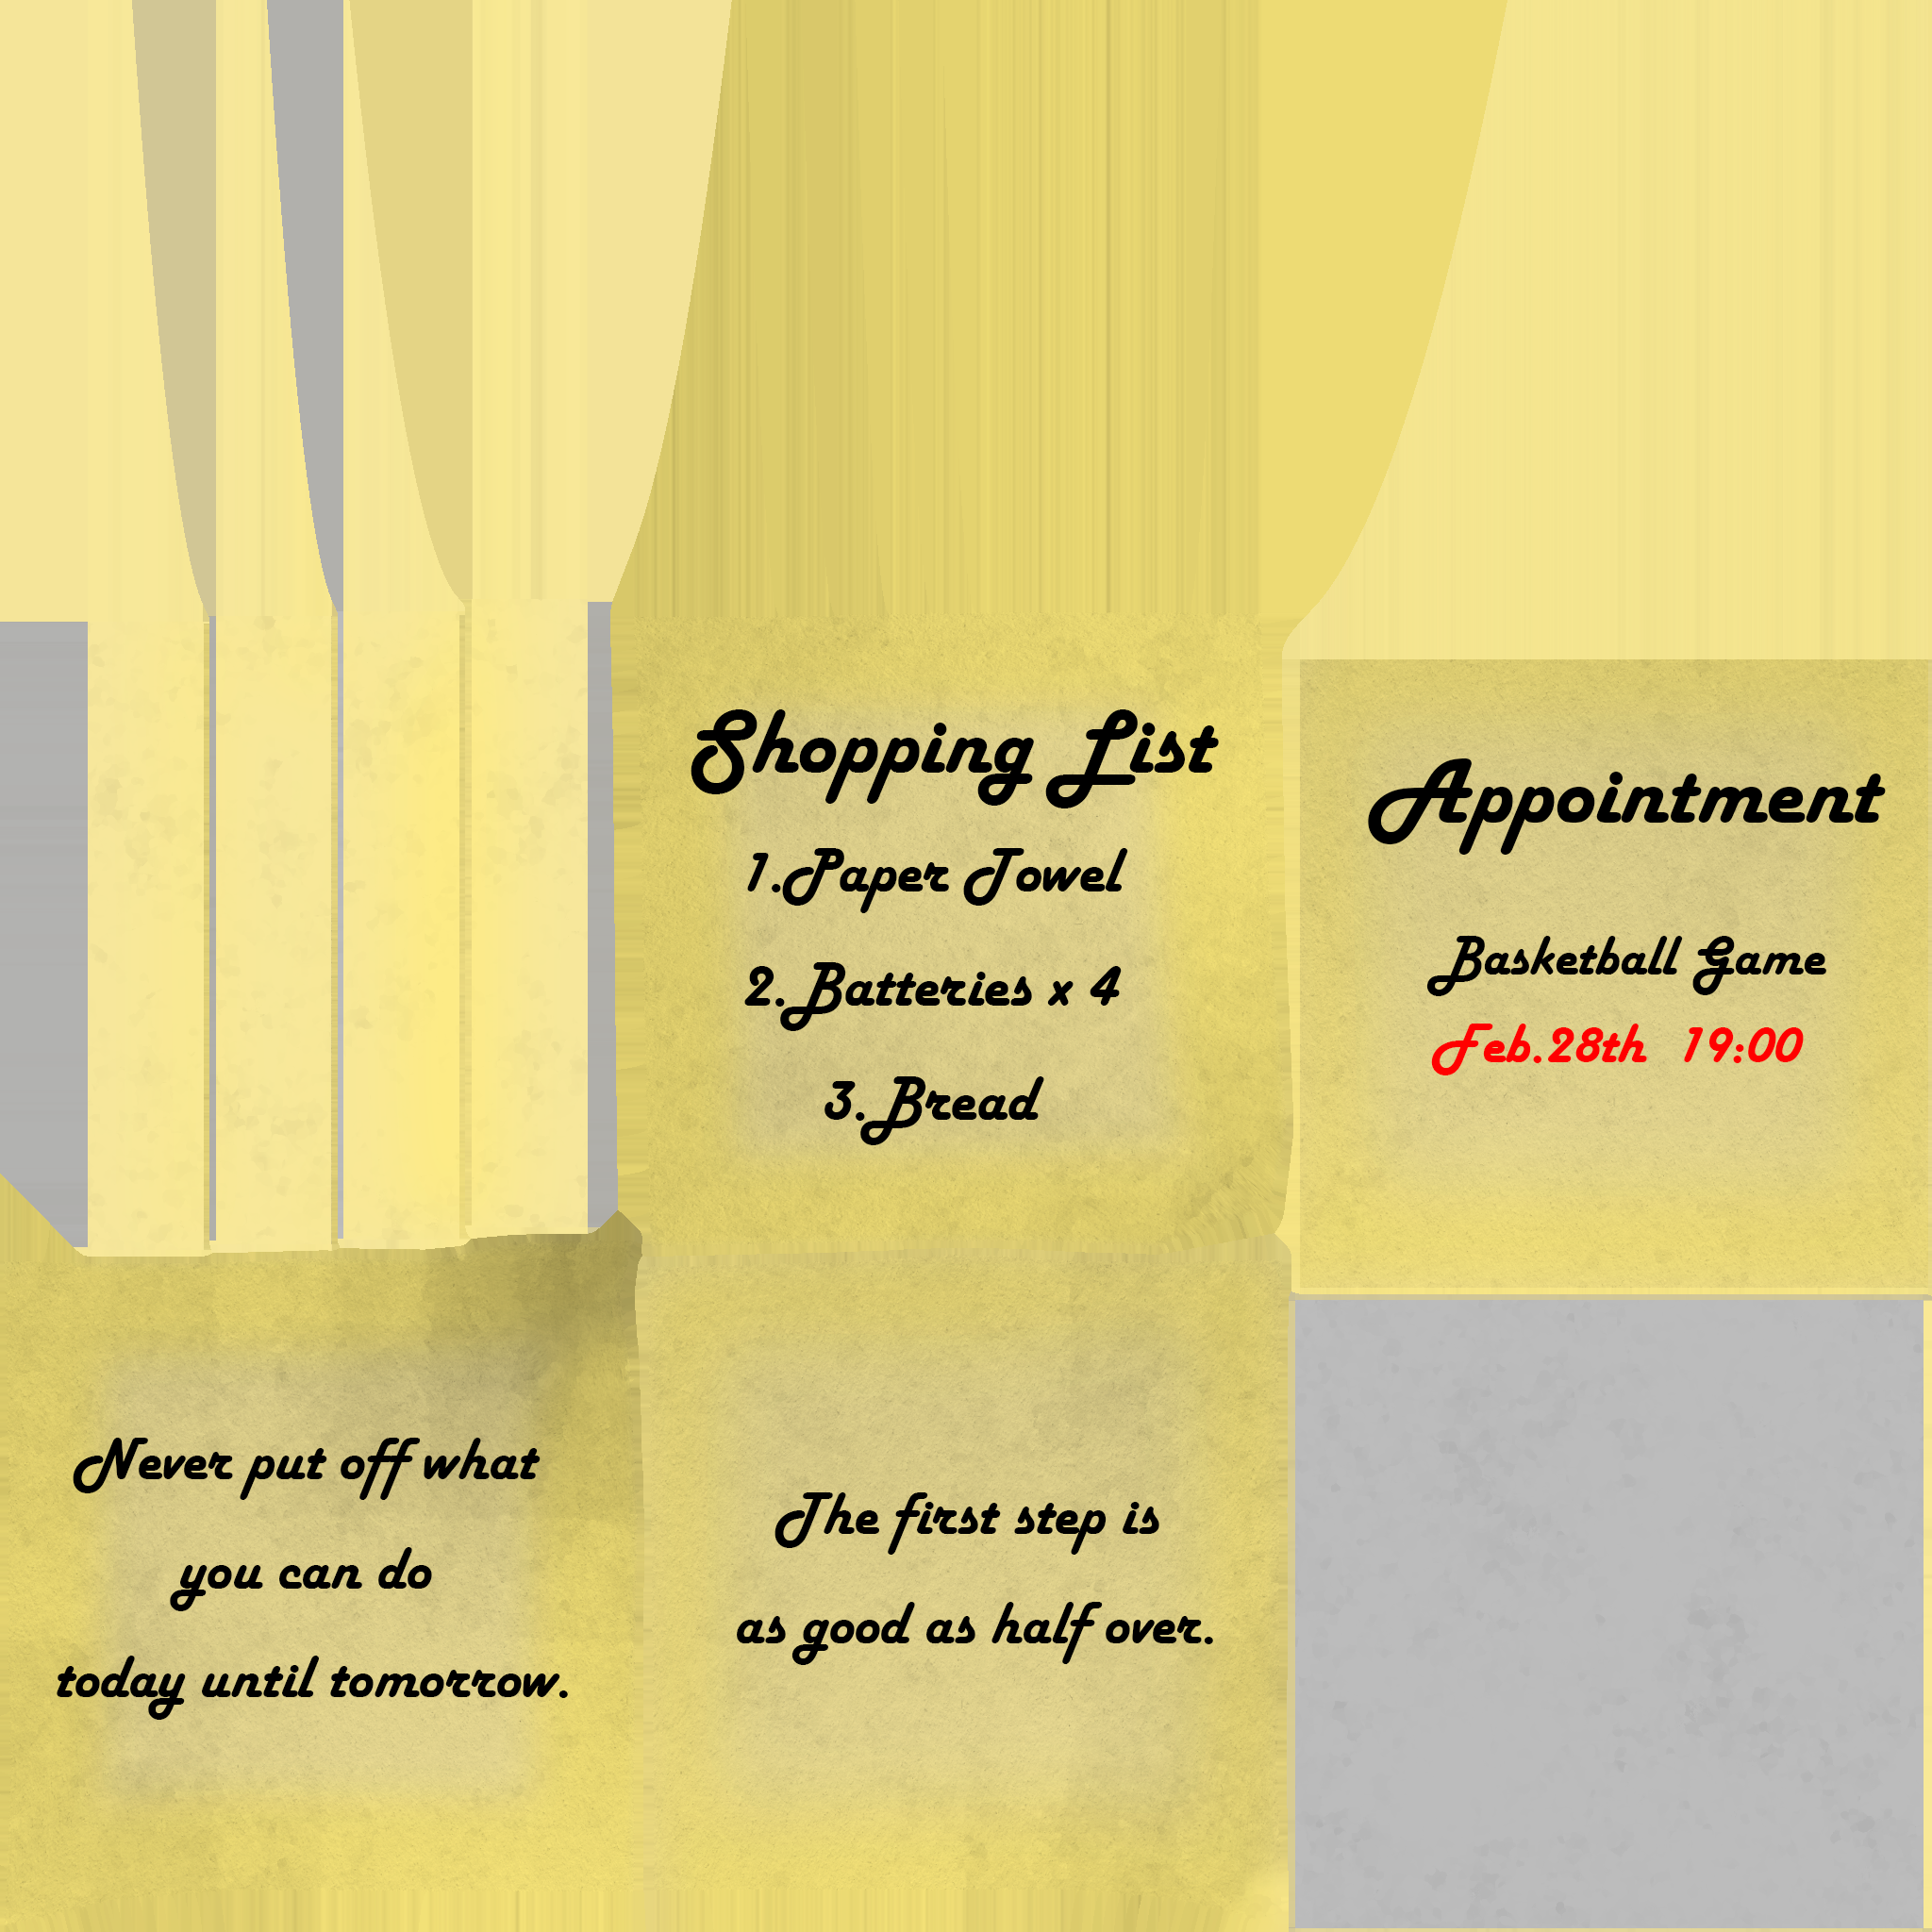 Shopping List
1.Paper Towel
2.Batteries x 4
3.Bread
Appointment
Basketball Game
Feb.28th 19:00
Never put off what
you can do
today until tomorrow.
The first step is
as good as half over.